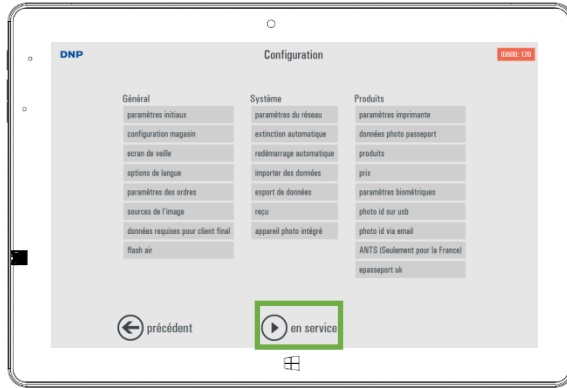 DNP
Configuration
ID600: 120
Général
paramètres initiaux
configuration magasin
ecran de veille
options de langue
paramètres des ordres
sources de l'image
données requises pour client final
flash air
Système
paramètres du réseau
extinction automatique
redémarrage automatique
importer des données
export de données
reçu
appareil photo intégré
Produits
paramètres imprimante
données photo passeport
produits
prix
paramètres biométriques
photo id sur usb
photo id via email
ANTS (Seulement pour la France)
epasseport uk
précédent
en service